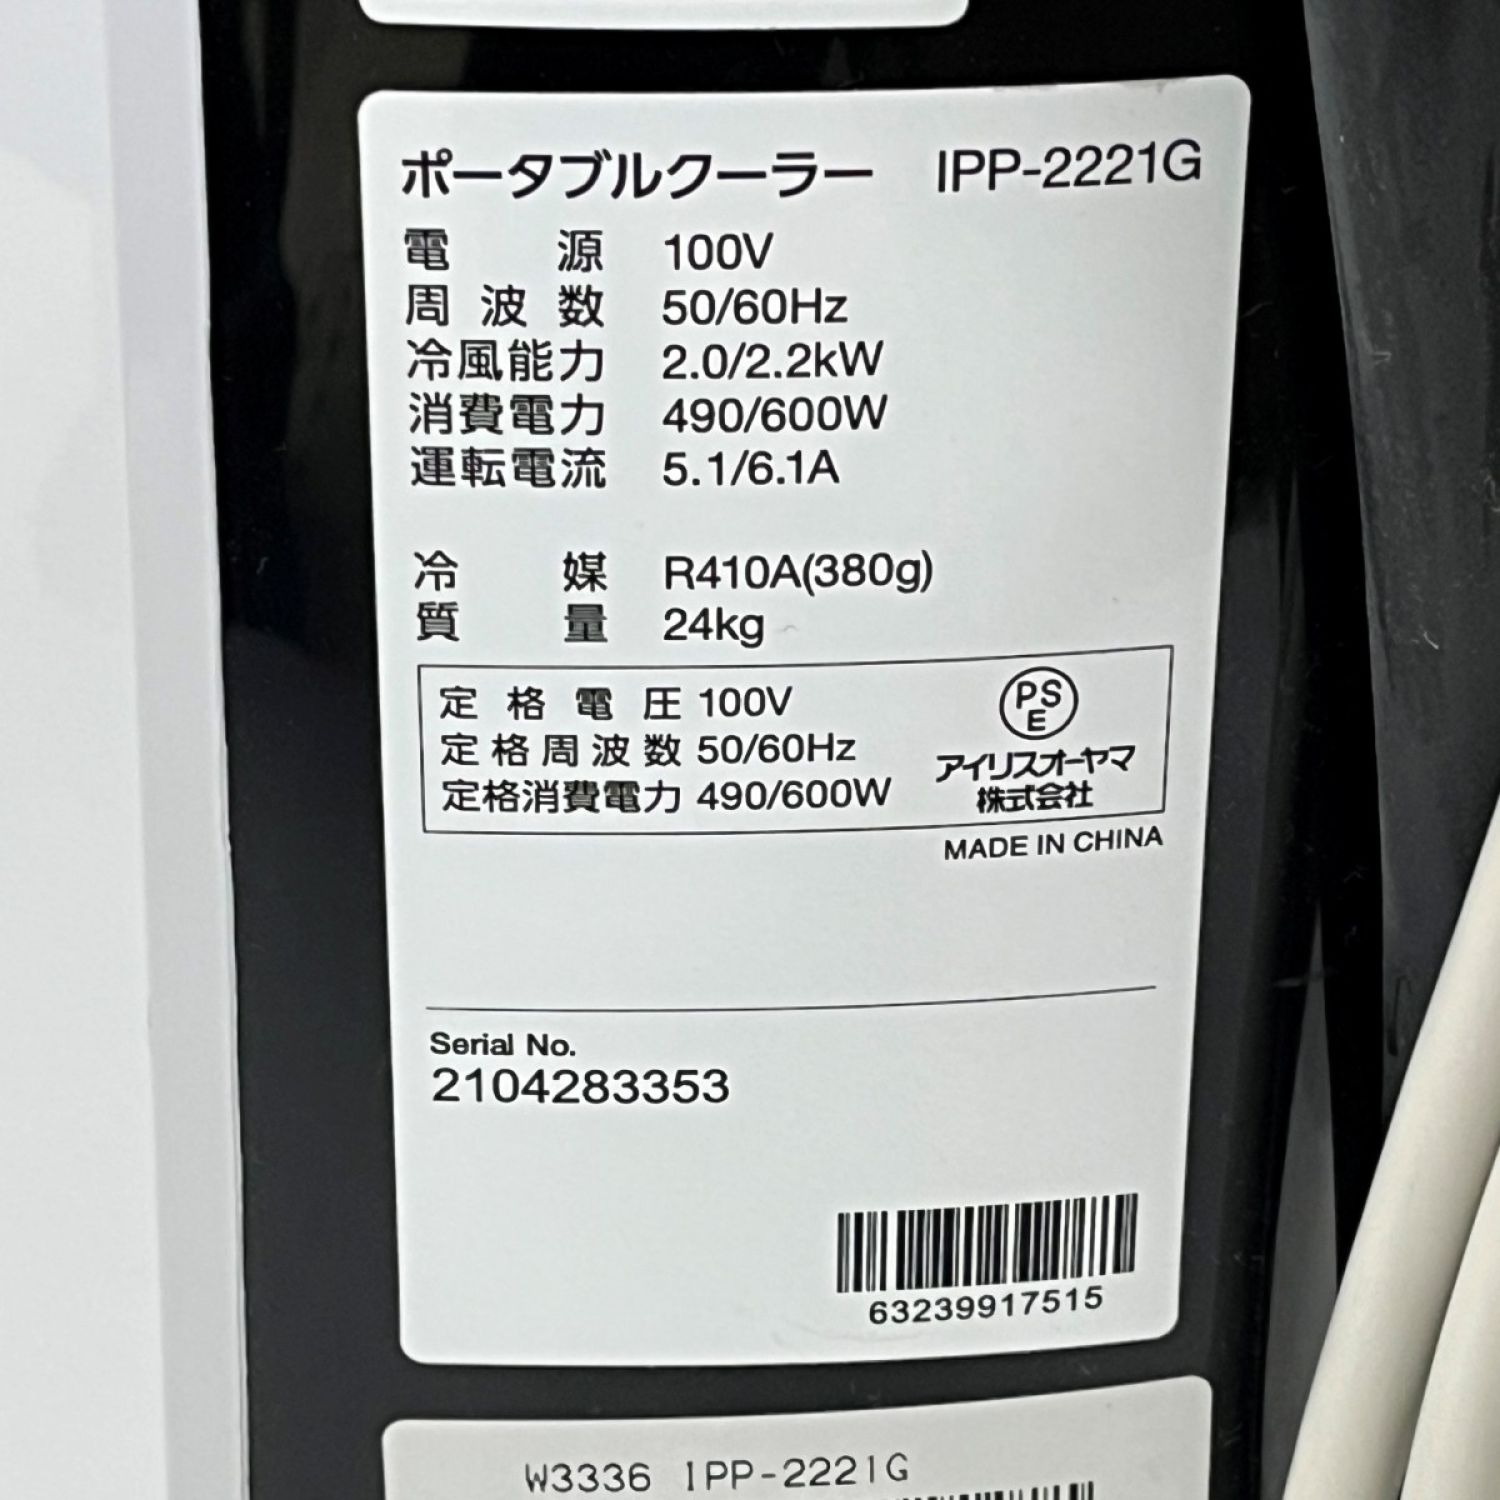 ポータブルクーラー IPP-2221G
電源 100V
周波数 50/60Hz
冷風能力 2.0/2.2kW
消費電力 490/600W
運転電流 5.1/6.1A
冷媒 R410A(380g)
質量 24kg
定格電圧 100V
定格周波数 50/60Hz
定格消費電力 490/600W
PSE
アイリスオーヤマ
株式会社
MADE IN CHINA
Serial No.
2104283353
63239917515
W3336 IPP-2221G